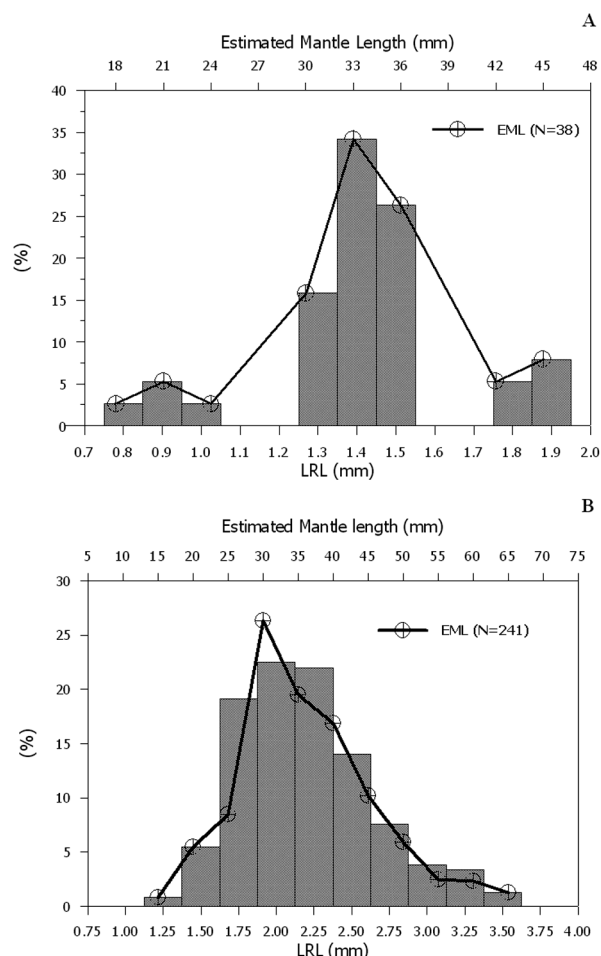 A
Estimated Mantle Length (mm)
18 21 24 27 30 33 36 39 42 45 48
40
35
EML (N=38)
30
25
20
(%)
15
10
5
0
0.7 0.8 0.9 1.0 1.1 1.2 1.3 1.4 1.5 1.6 1.7 1.8 1.9 2.0
LRL (mm)
B
Estimated Mantle length (mm)
5 10 15 20 25 30 35 40 45 50 55 60 65 70 75
30
EML (N=241)
25
20
15
(%)
10
5
0
0.75 1.00 1.25 1.50 1.75 2.00 2.25 2.50 2.75 3.00 3.25 3.50 3.75 4.00
LRL (mm)